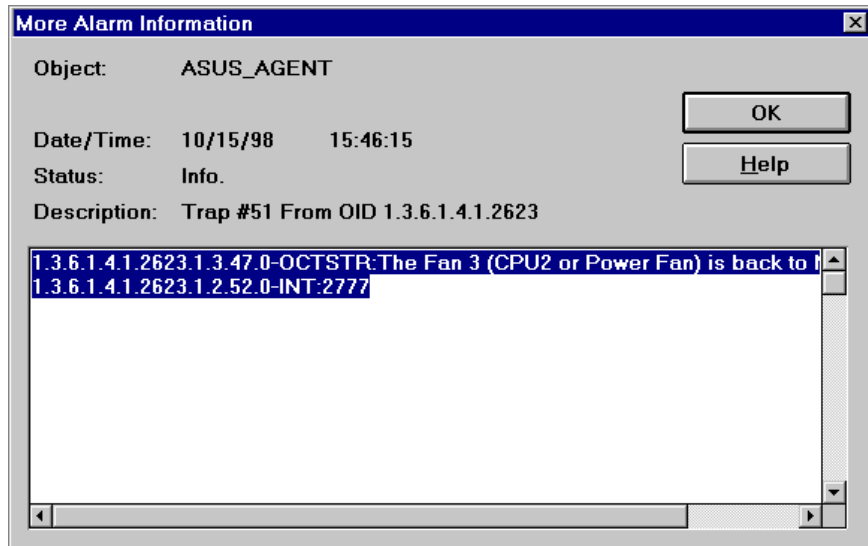 More Alarm Information
Object: ASUS_AGENT
OK
Date/Time: 10/15/98 15:46:15
Help
Status: Info.
Description: Trap #51 From OID 1.3.6.1.4.1.2623
1.3.6.1.4.1.2623.1.3.47.0-OCTSTR:The Fan 3 (CPU2 or Power Fan) is back to
1.3.6.1.4.1.2623.1.2.52.0-INT:2777